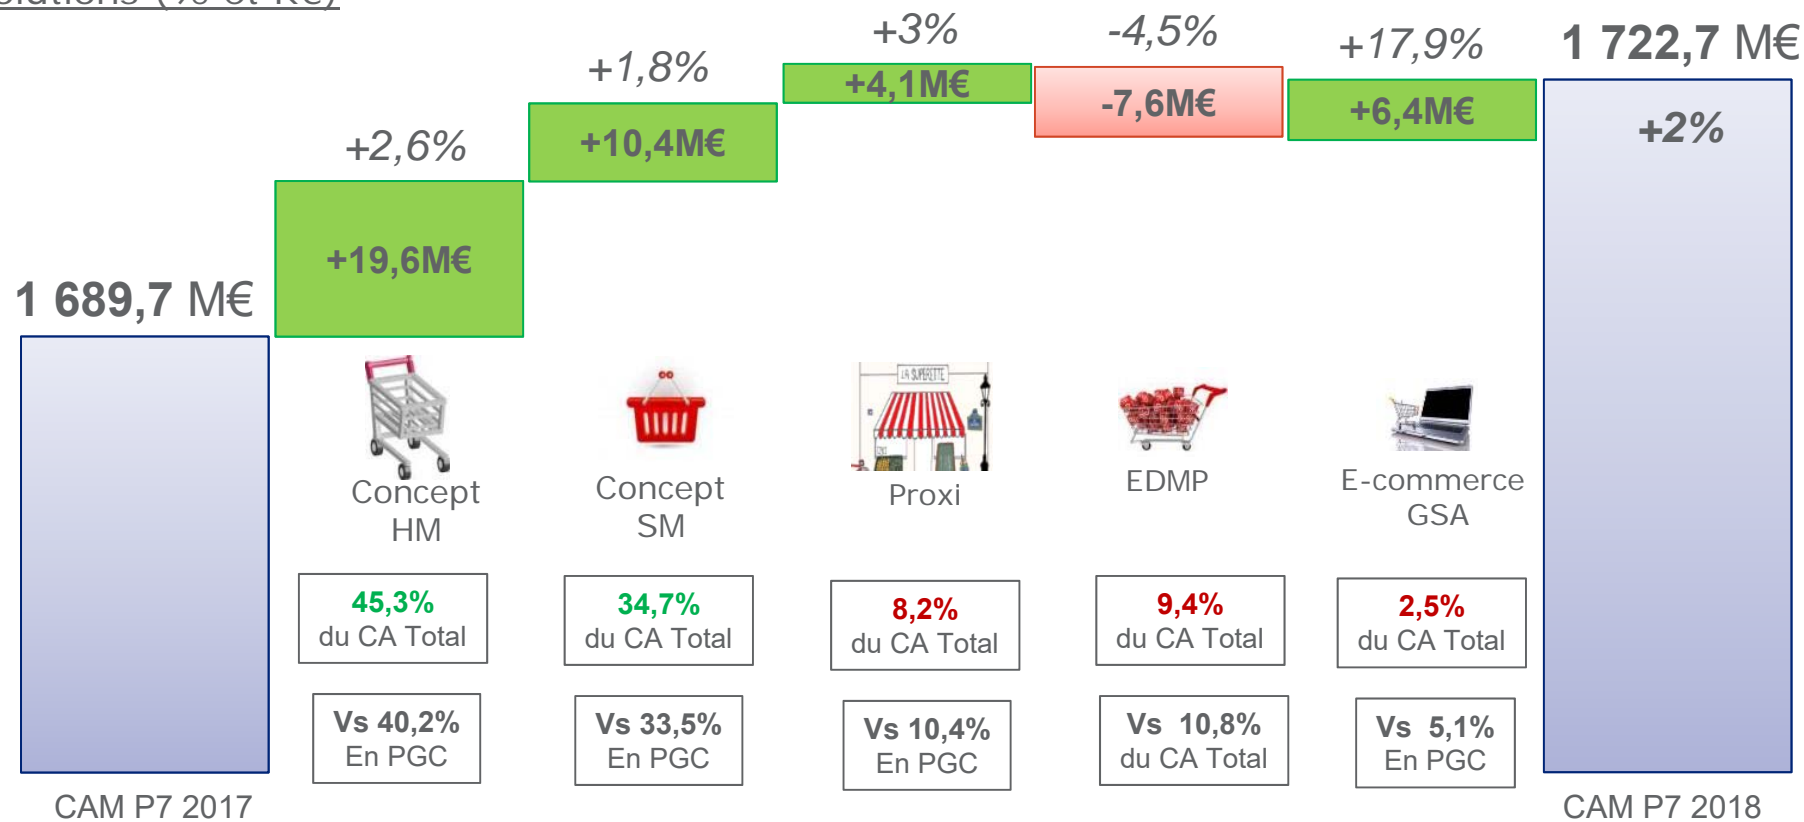 +3%
-4,5%
+17,9%
1 722,7 M€
+1,8%
+4,1M€
-7,6M€
+6,4M€
+2%
+2,6%
+10,4M€
+19,6M€
1 689,7 M€
LA SUPERETTE
Concept
HM
Concept
SM
Proxi
EDMP
E-commerce
GSA
45,3%
du CA Total
34,7%
du CA Total
8,2%
du CA Total
9,4%
du CA Total
2,5%
du CA Total
Vs 40,2%
En PGC
Vs 33,5%
En PGC
Vs 10,4%
En PGC
Vs 10,8%
du CA Total
Vs 5,1%
En PGC
CAM P7 2017
CAM P7 2018